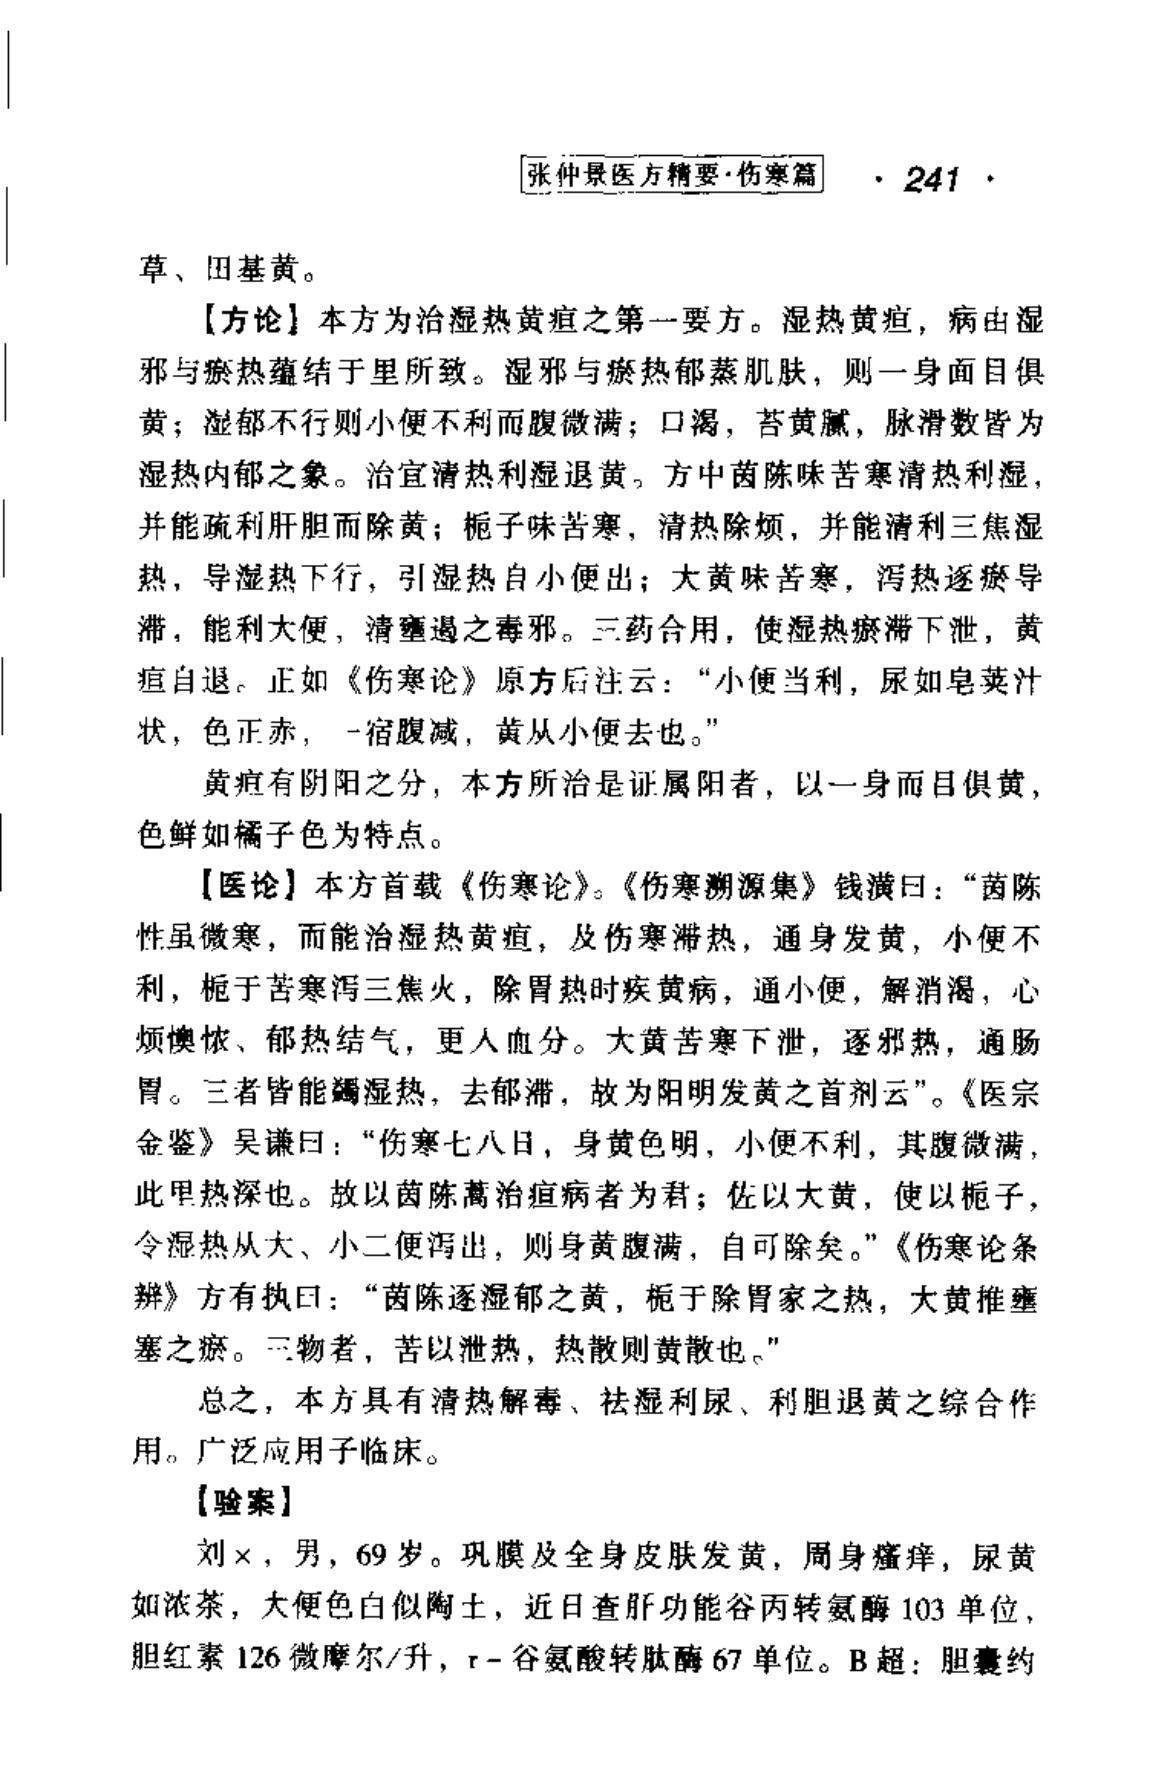 张仲景医方精要·伤寒篇 · 241 ·
草、田基黄。
【方论】本方为治湿热黄疸之第一要方。湿热黄疸，病由湿
邪与瘀热蕴结于里所致。湿邪与瘀热郁蒸肌肤，则一身面目俱
黄；湿郁不行则小便不利而腹微满；口渴，苔黄腻，脉滑数皆为
湿热内郁之象。治宜清热利湿退黄。方中茵陈味苦寒清热利湿，
并能疏利肝胆而除黄；栀子味苦寒，清热除烦，并能清利三焦湿
热，导湿热下行，引湿热自小便出；大黄味苦寒，泻热逐瘀导
滞，能利大便，清壅遏之毒邪。三药合用，使湿热瘀滞下泄，黄
疸自退。正如《伤寒论》原方后注云：“小便当利，尿如皂荚汁
状，色正赤，一宿腹减，黄从小便去也。”
黄疸有阴阳之分，本方所治是证属阳者，以一身而目俱黄，
色鲜如橘子色为特点。
【医论】本方首载《伤寒论》。《伤寒溯源集》钱潢曰：“茵陈
性虽微寒，而能治湿热黄疸，及伤寒滞热，通身发黄，小便不
利，栀于苦寒泻三焦火，除胃热时疾黄病，通小便，解消渴，心
烦懊憹、郁热结气，更入血分。大黄苦寒下泄，逐邪热，通肠
胃。三者皆能蠲湿热，去郁滞，故为阳明发黄之首剂云”。《医宗
金鉴》吴谦曰：“伤寒七八日，身黄色明，小便不利，其腹微满，
此里热深也。故以茵陈蒿治疸病者为君；佐以大黄，使以栀子，
令湿热从大、小二便泻出，则身黄腹满，自可除矣。”《伤寒论条
辨》方有执曰：“茵陈逐湿郁之黄，栀于除胃家之热，大黄推壅
塞之瘀。三物者，苦以泄热，热散则黄散也。”
总之，本方具有清热解毒、祛湿利尿、利胆退黄之综合作
用。广泛应用于临床。
【验案】
刘×，男，69岁。巩膜及全身皮肤发黄，周身瘙痒，尿黄
如浓茶，大便色白似陶土，近日查肝功能谷丙转氨酶103单位，
胆红素126微摩尔/升，r-谷氨酸转肽酶67单位。B超：胆囊约